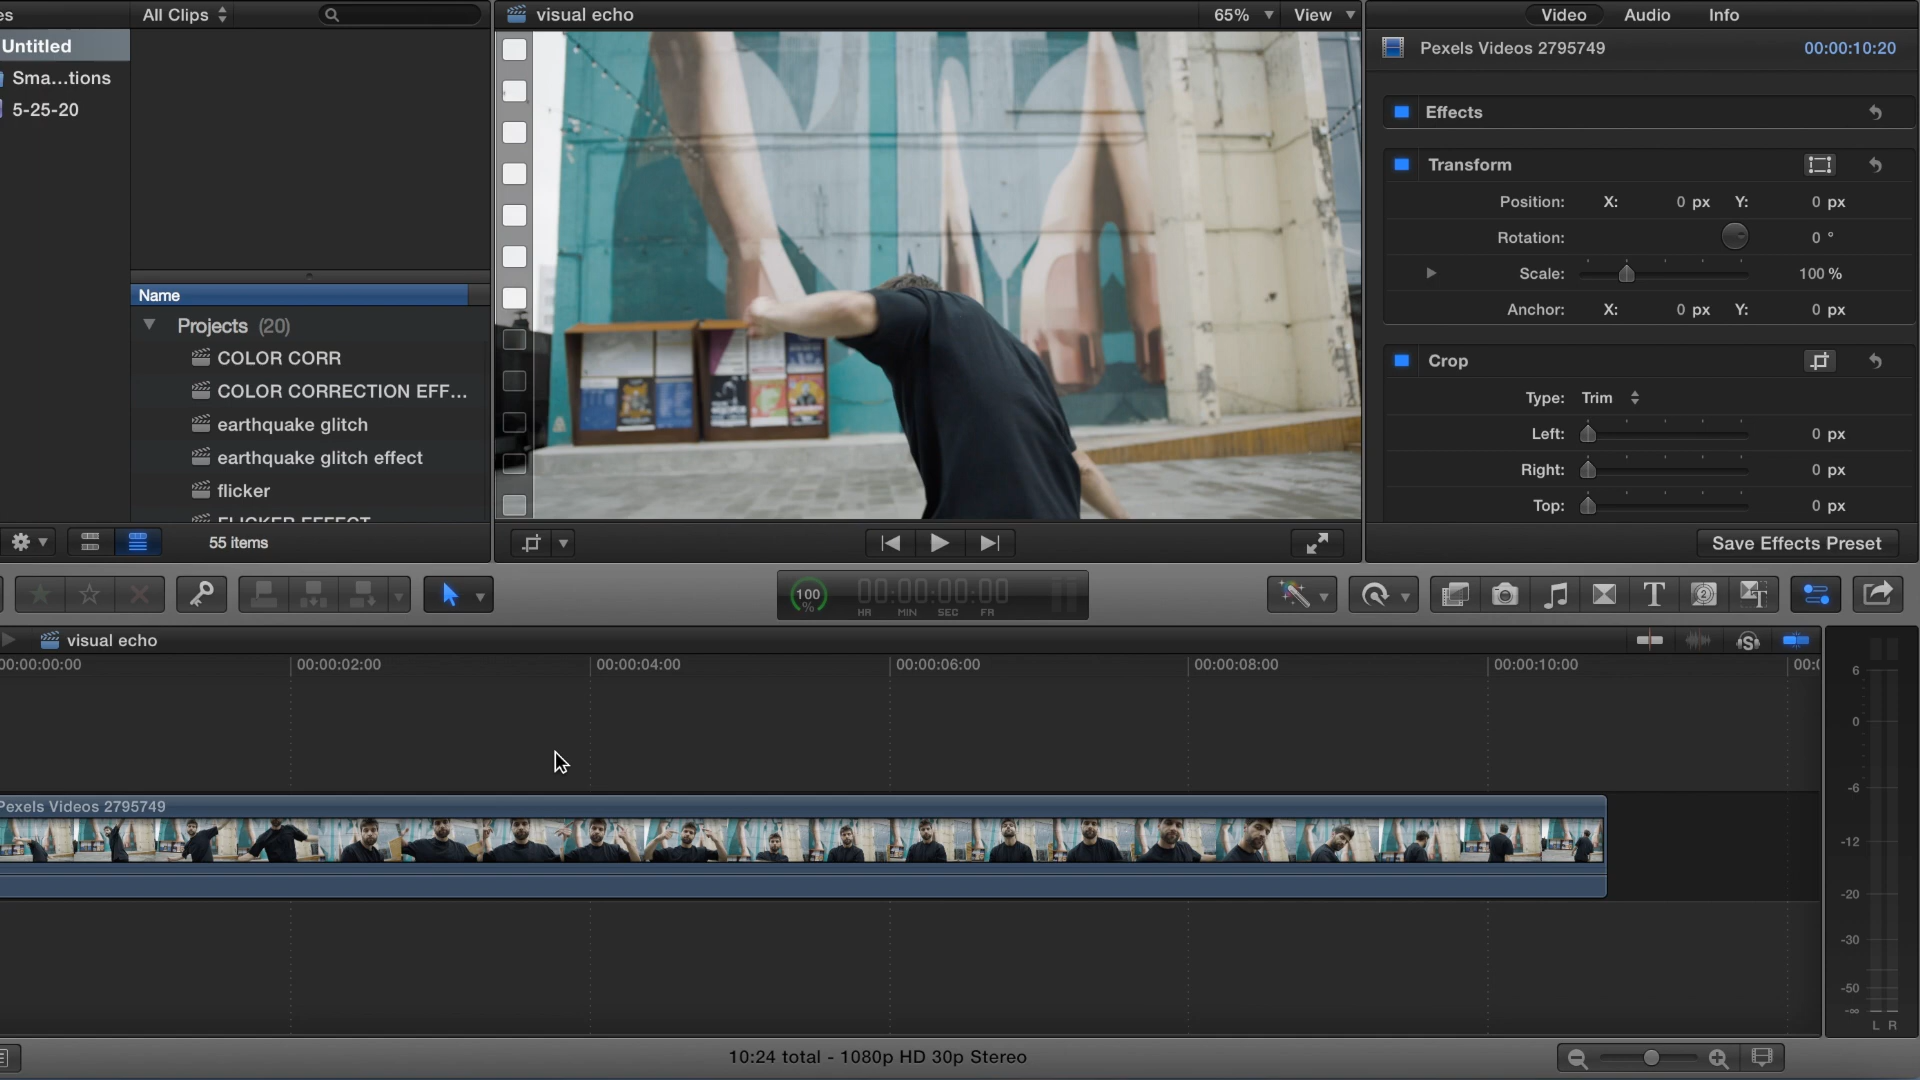 es
All Clips
visual echo
65%
View
Video
Audio
Info
Untitled
Sma...tions
5-25-20
Pexels Videos 2795749
00:00:10:20
Effects
Transform
Position: X: 0 px Y: 0 px
Rotation: 0 °
Scale: 100 %
Anchor: X: 0 px Y: 0 px
Crop
Type: Trim
Left: 0 px
Right: 0 px
Top: 0 px
Save Effects Preset
Name
Projects (20)
COLOR CORR
COLOR CORRECTION EFF...
earthquake glitch
earthquake glitch effect
flicker
FLICKER EFFECT
55 items
100 %
00:00:00:00
HR MIN SEC FR
visual echo
00:00:00:00
00:00:02:00
00:00:04:00
00:00:06:00
00:00:08:00
00:00:10:00
00:0
Pexels Videos 2795749
6
0
-6
-12
-20
-30
-50
-∞
L R
10:24 total - 1080p HD 30p Stereo